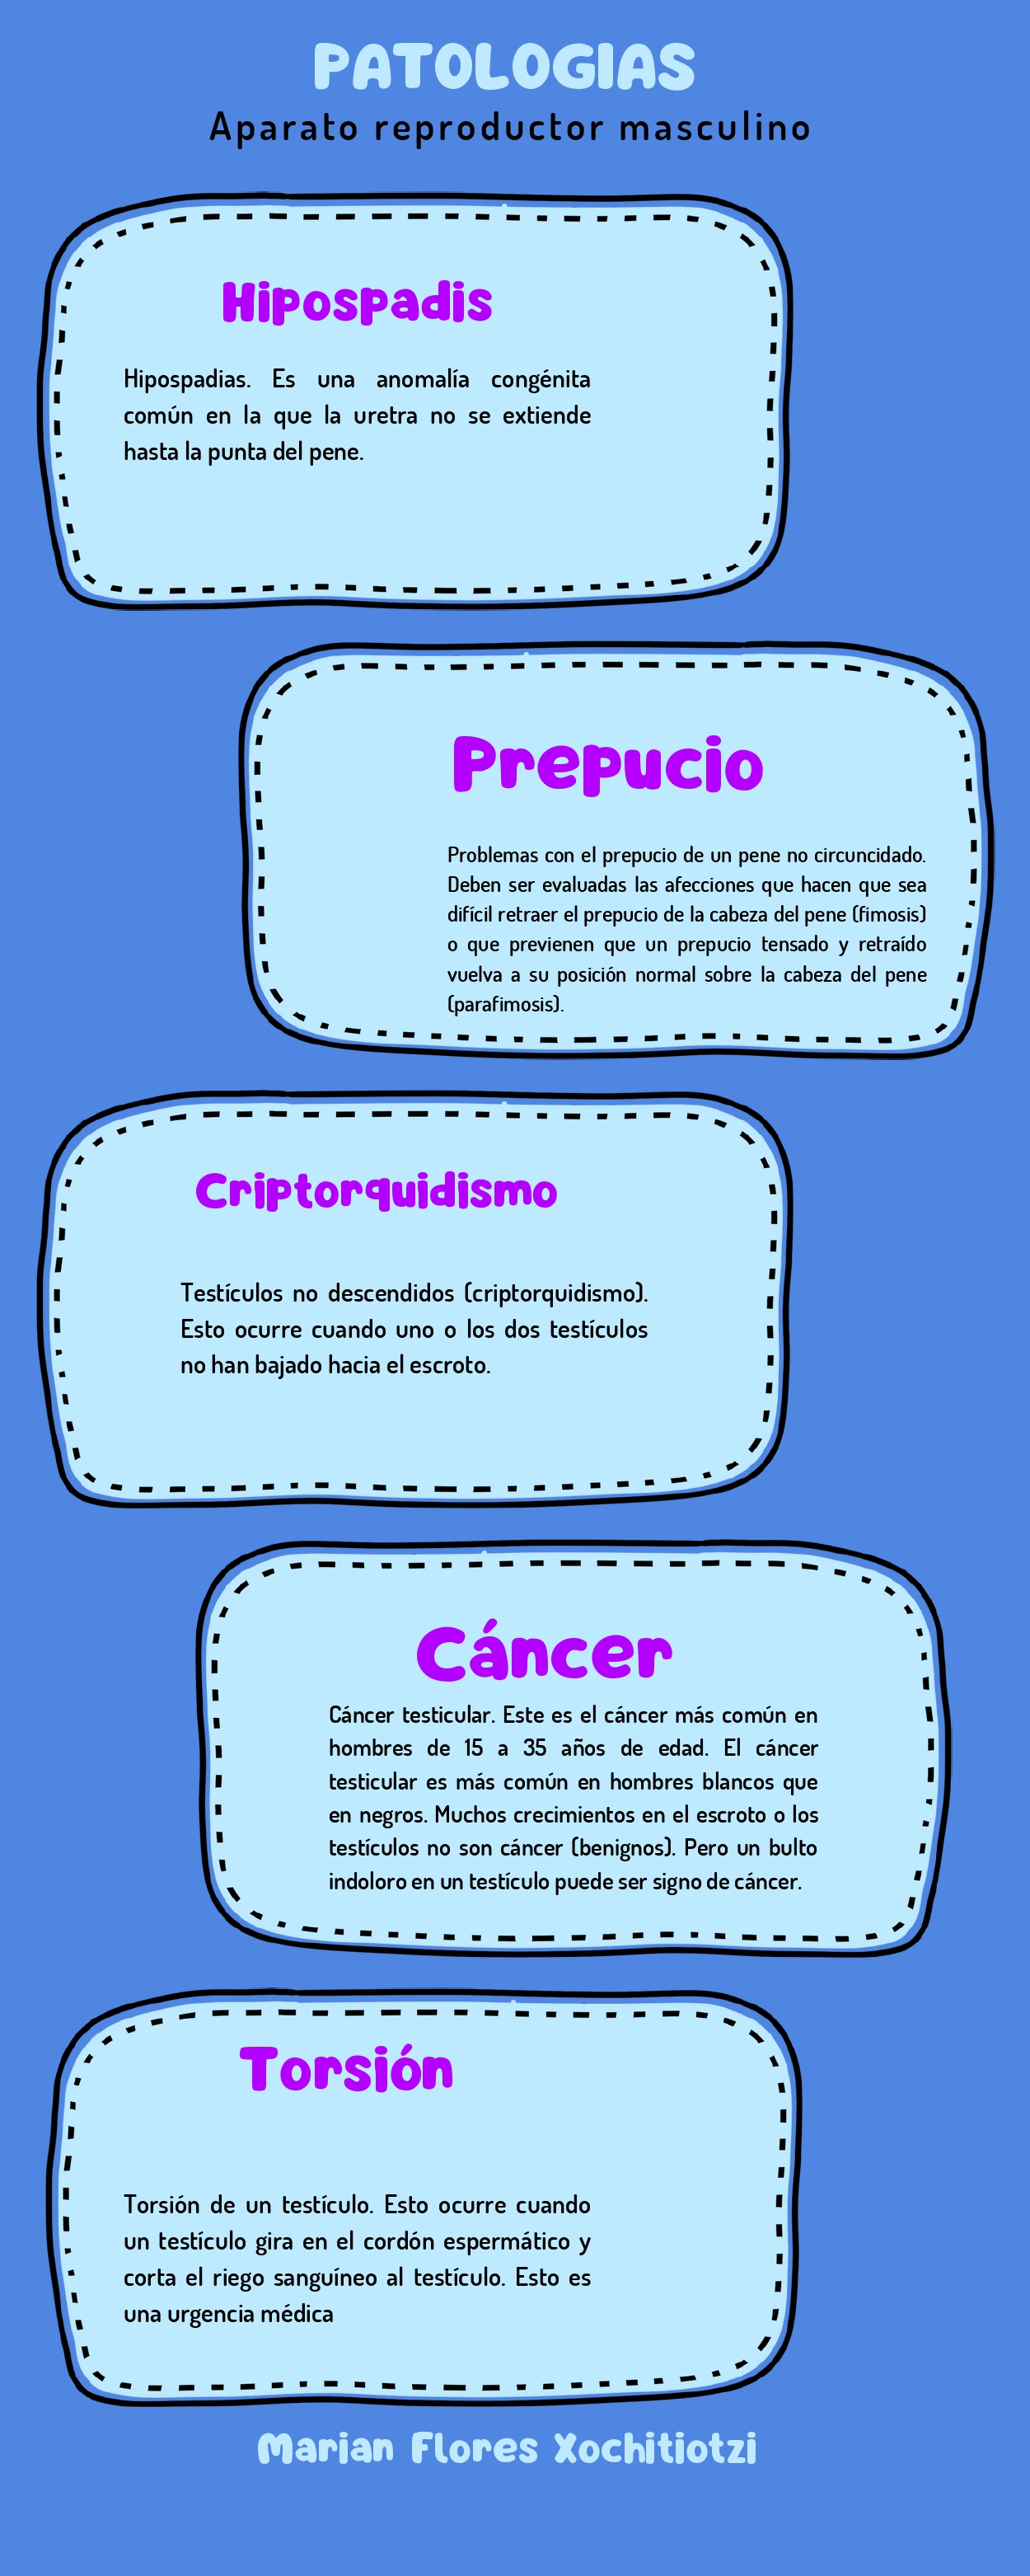 PATOLOGIAS
Aparato reproductor masculino
Hipospadis
Hipospadias. Es una anomalía congénita
común en la que la uretra no se extiende
hasta la punta del pene.
Prepucio
Problemas con el prepucio de un pene no circuncidado.
Deben ser evaluadas las afecciones que hacen que sea
difícil retraer el prepucio de la cabeza del pene (fimosis)
o que previenen que un prepucio tensado y retraído
vuelva a su posición normal sobre la cabeza del pene
(parafimosis).
Criptorquidismo
Testículos no descendidos (criptorquidismo).
Esto ocurre cuando uno o los dos testículos
no han bajado hacia el escroto.
Cáncer
Cáncer testicular. Este es el cáncer más común en
hombres de 15 a 35 años de edad. El cáncer
testicular es más común en hombres blancos que
en negros. Muchos crecimientos en el escroto o los
testículos no son cáncer (benignos). Pero un bulto
indoloro en un testículo puede ser signo de cáncer.
Torsión
Torsión de un testículo. Esto ocurre cuando
un testículo gira en el cordón espermático y
corta el riego sanguíneo al testículo. Esto es
una urgencia médica
Marian Flores Xochitiotzi